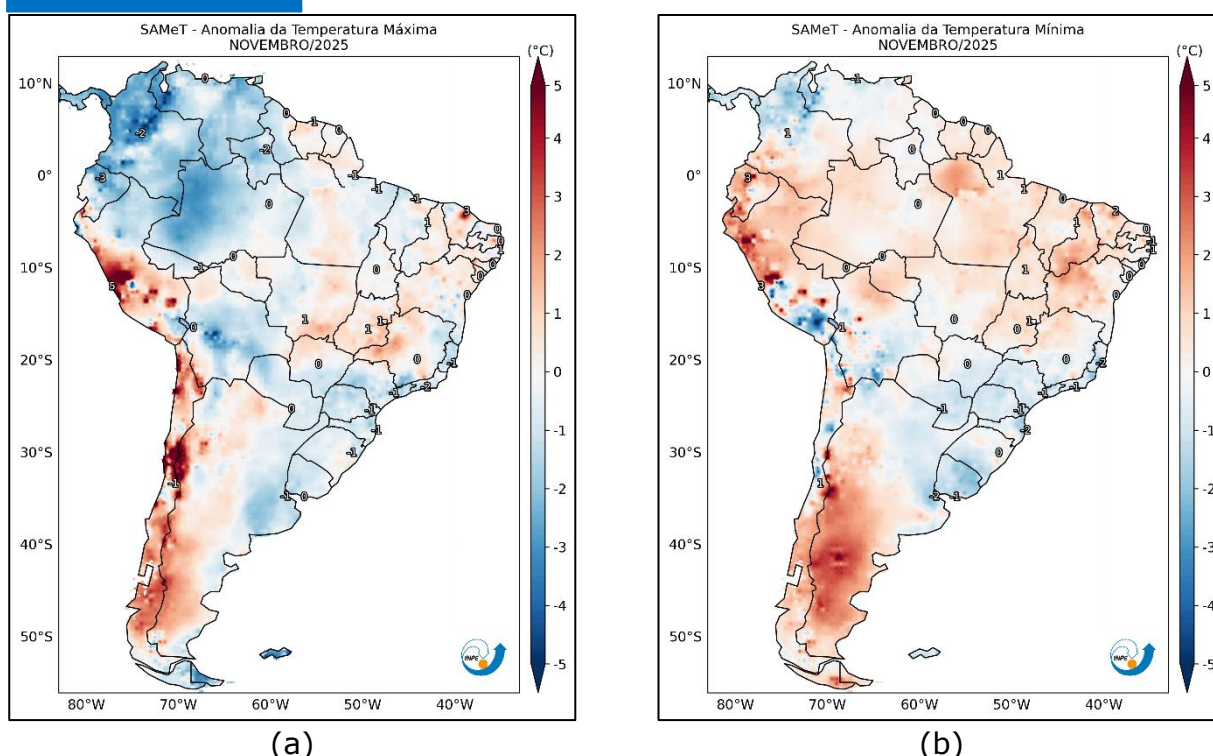 SAMeT - Anomalia da Temperatura Máxima
NOVEMBRO/2025
(°C)
10°N
0°
10°S
20°S
30°S
40°S
50°S
80°W 70°W 60°W 50°W 40°W
5
4
3
2
1
0
-1
-2
-3
-4
-5
INPE
(a)
SAMeT - Anomalia da Temperatura Mínima
NOVEMBRO/2025
(°C)
10°N
0°
10°S
20°S
30°S
40°S
50°S
80°W 70°W 60°W 50°W 40°W
5
4
3
2
1
0
-1
-2
-3
-4
-5
INPE
(b)